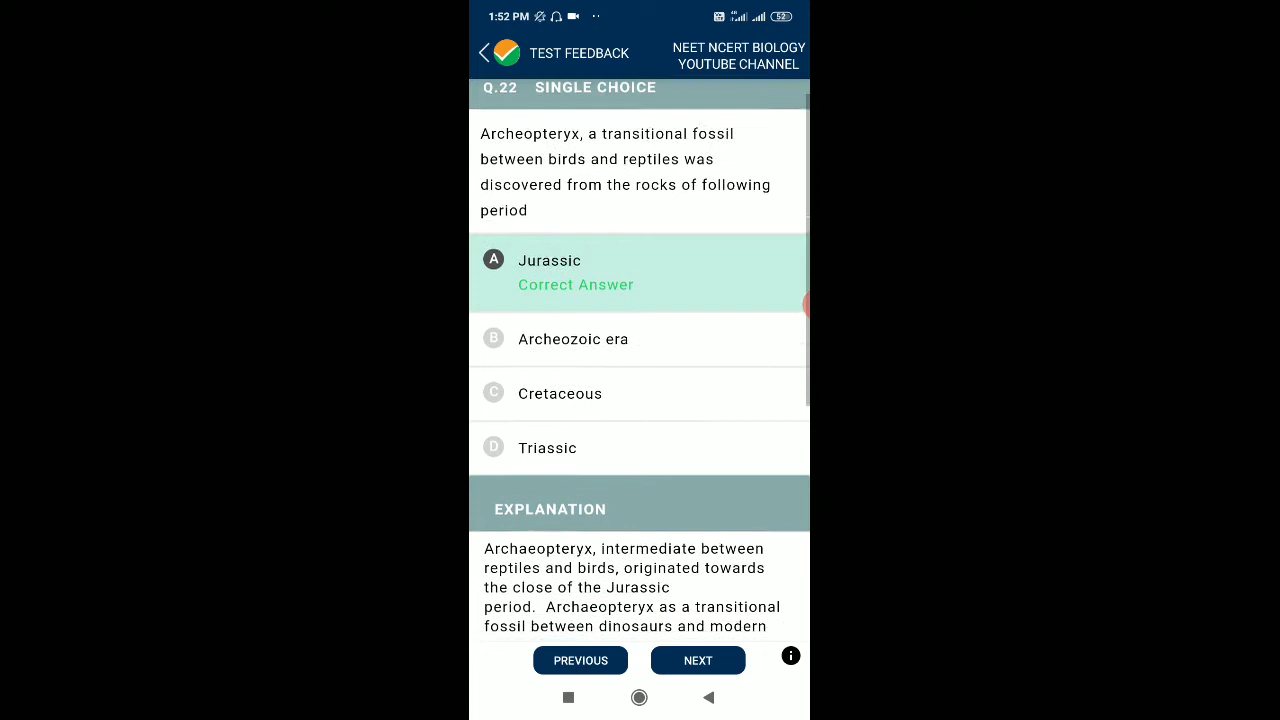 1:52 PM
4G
52
TEST FEEDBACK
NEET NCERT BIOLOGY
YOUTUBE CHANNEL
Q.22 SINGLE CHOICE
Archeopteryx, a transitional fossil
between birds and reptiles was
discovered from the rocks of following
period
A Jurassic
Correct Answer
B Archeozoic era
C Cretaceous
D Triassic
EXPLANATION
Archaeopteryx, intermediate between
reptiles and birds, originated towards
the close of the Jurassic
period. Archaeopteryx as a transitional
fossil between dinosaurs and modern
PREVIOUS
NEXT
i